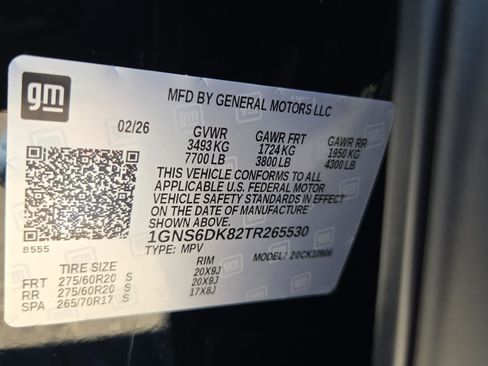 gm
MFD BY GENERAL MOTORS LLC
02/26 GVWR GAWR FRT GAWR RR
3493 KG 1724 KG 1950 KG
7700 LB 3800 LB 4300 LB
THIS VEHICLE CONFORMS TO ALL
APPLICABLE U.S. FEDERAL MOTOR
VEHICLE SAFETY STANDARDS IN EFFECT
ON THE DATE OF MANUFACTURE
SHOWN ABOVE.
8555 1GNS6DK82TR265530
TYPE: MPV MODEL: 20CK10906
TIRE SIZE RIM
FRT 275/60R20 S 20X9J
RR 275/60R20 S 20X9J
SPA 265/70R17 S 17X8J